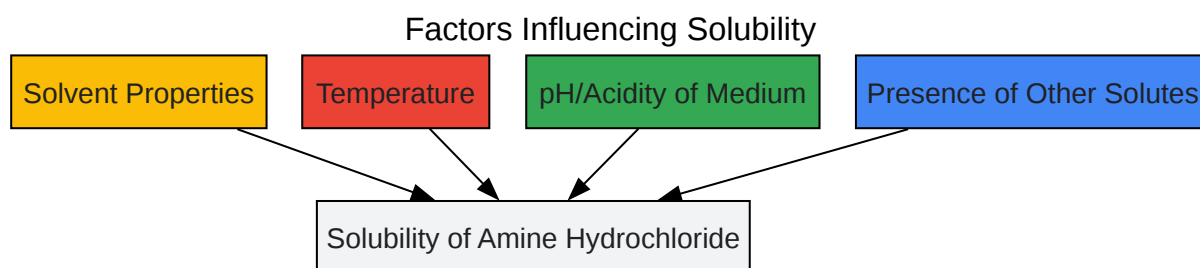 Factors Influencing Solubility
Solvent Properties
Temperature
pH/Acidity of Medium
Presence of Other Solutes
Solubility of Amine Hydrochloride